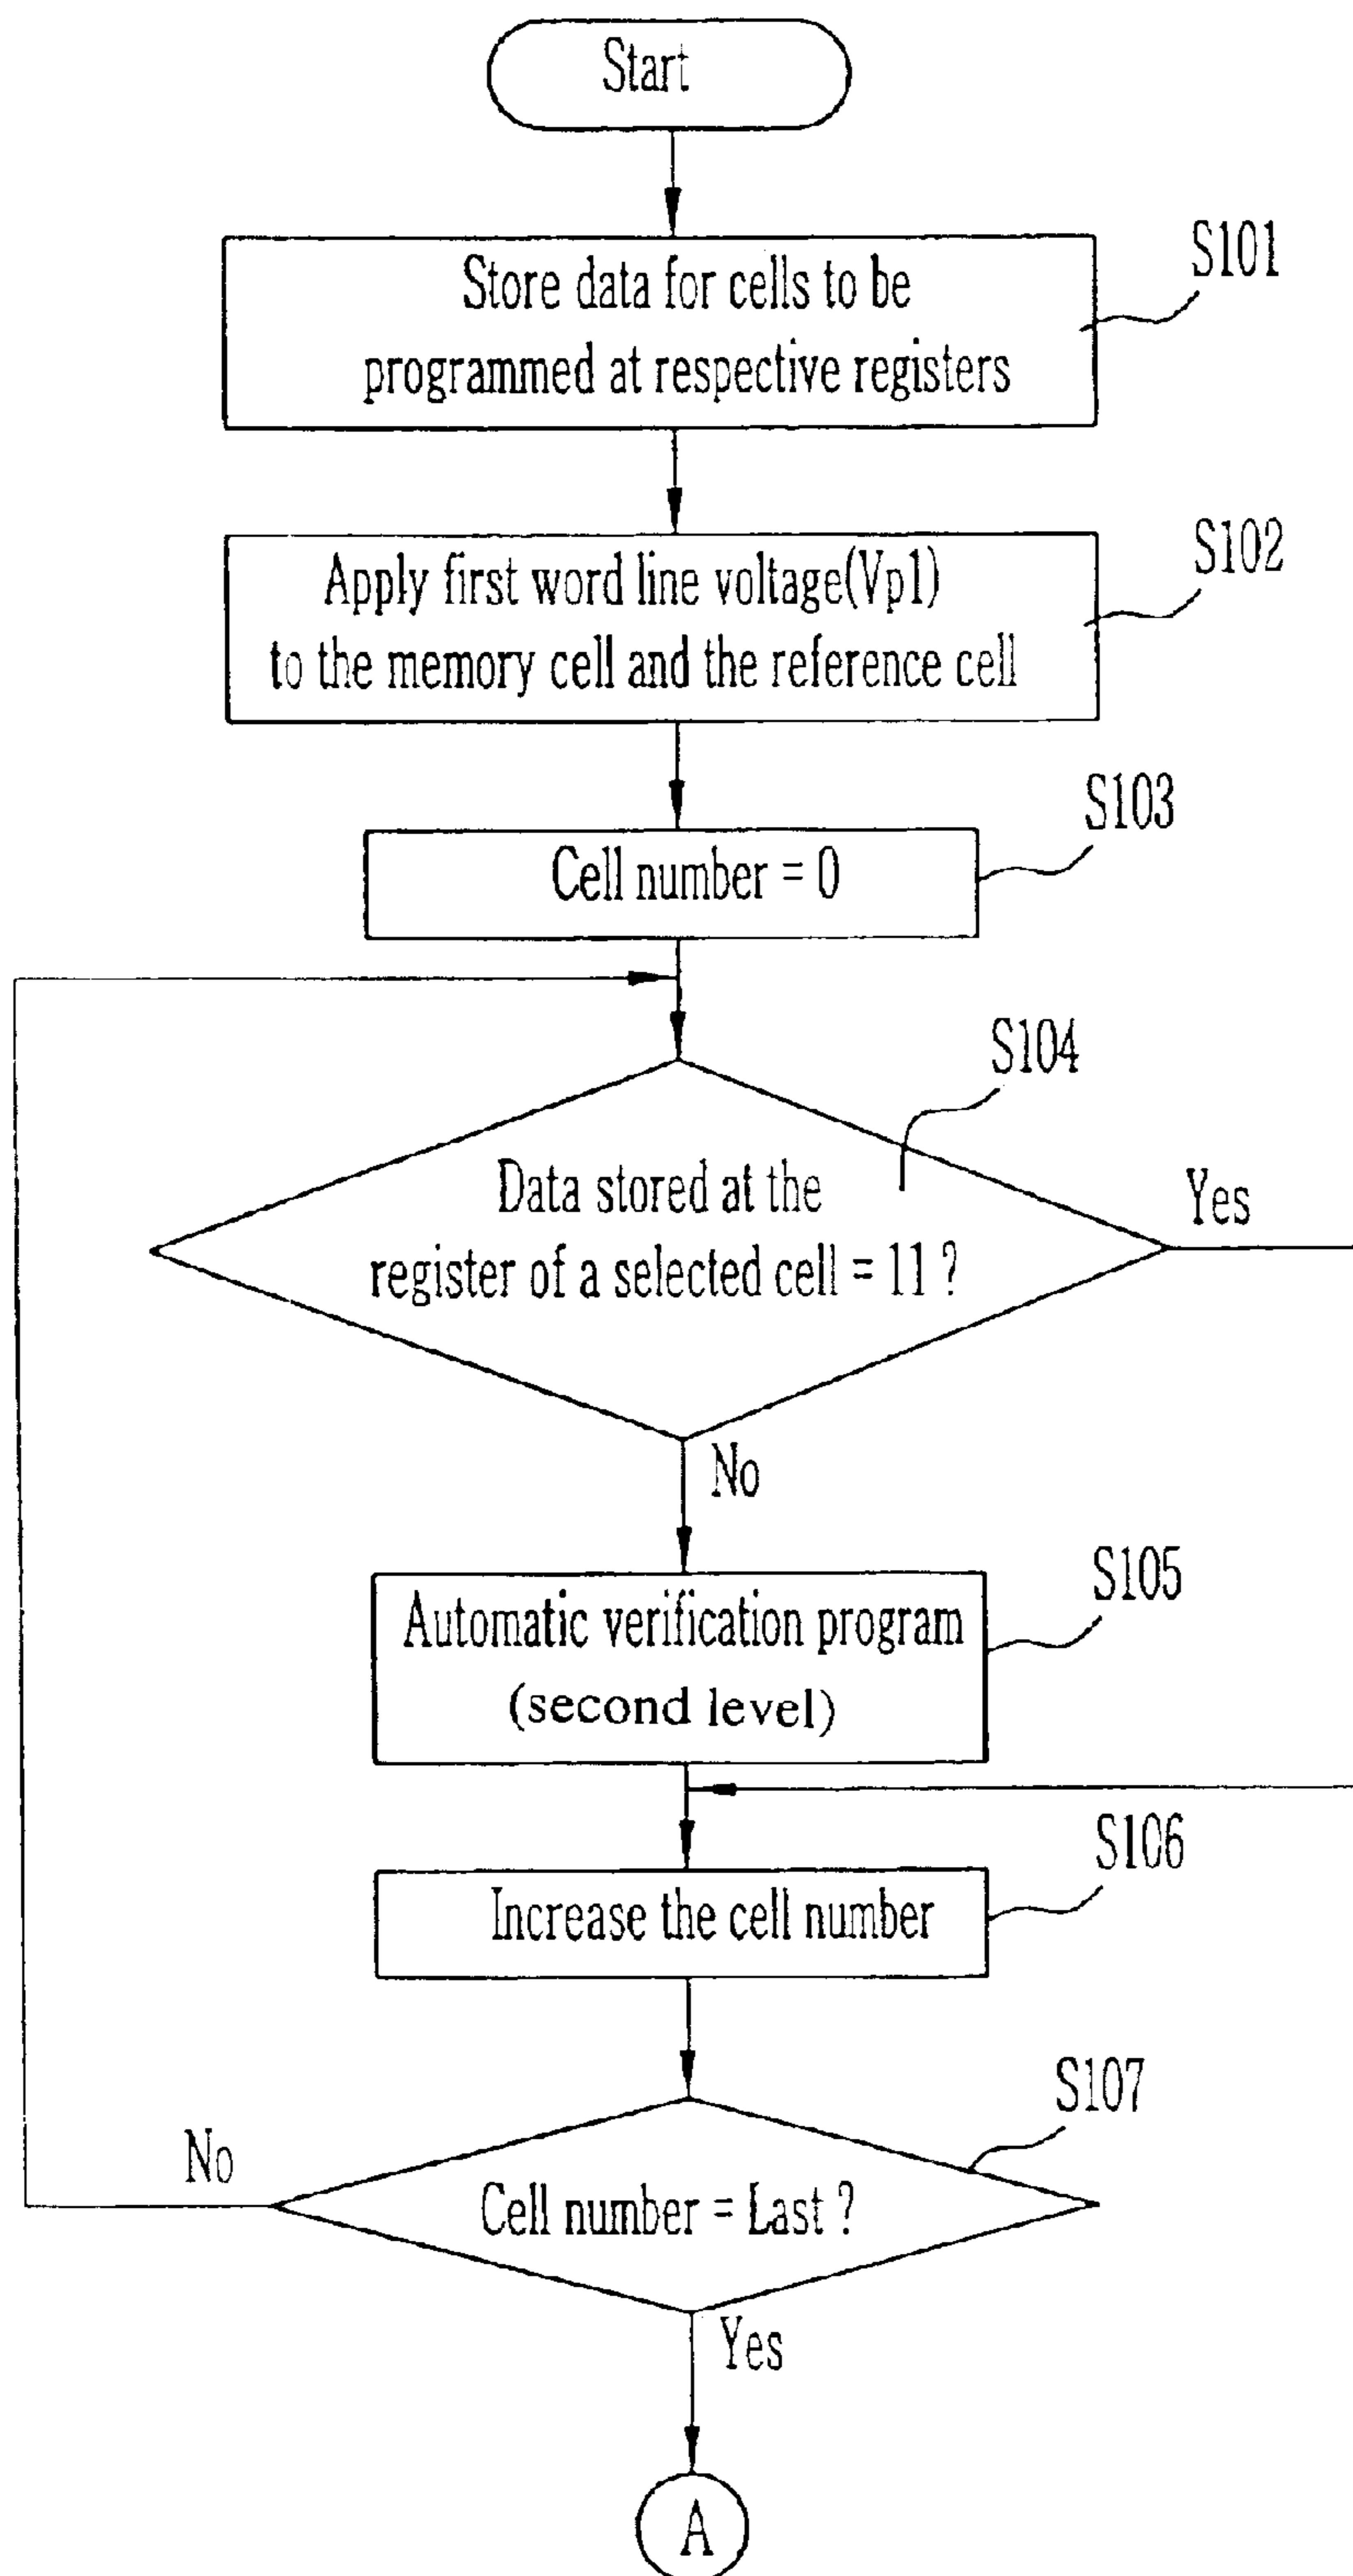 Start
S101
Store data for cells to be
programmed at respective registers
S102
Apply first word line voltage(Vp1)
to the memory cell and the reference cell
S103
Cell number = 0
S104
Data stored at the
register of a selected cell = 11 ?
Yes
No
S105
Automatic verification program
(second level)
S106
Increase the cell number
S107
No
Cell number = Last ?
Yes
A